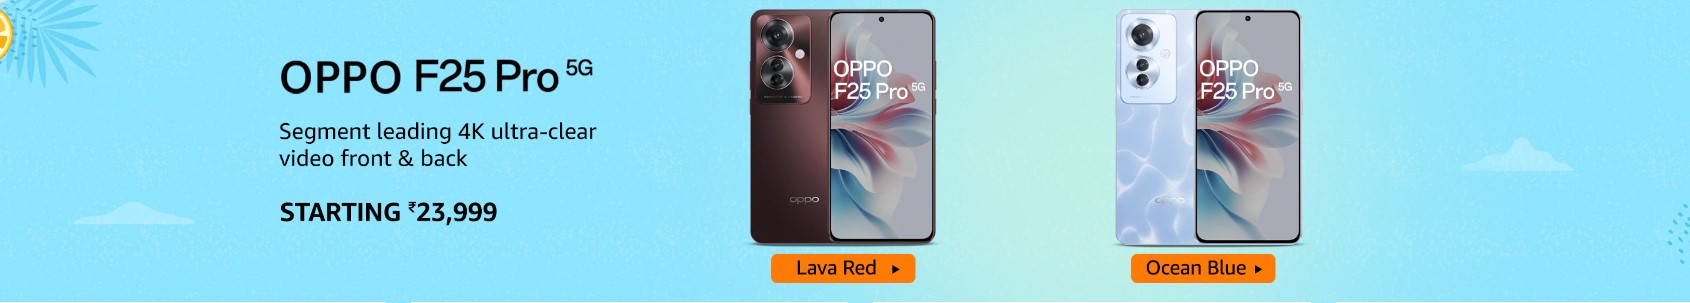 OPPO F25 Pro 5G
Segment leading 4K ultra-clear
video front & back
STARTING ₹23,999
OPPO
F25 Pro 5G
oppo
Lava Red ▶
OPPO
F25 Pro 5G
oppo
Ocean Blue ▶